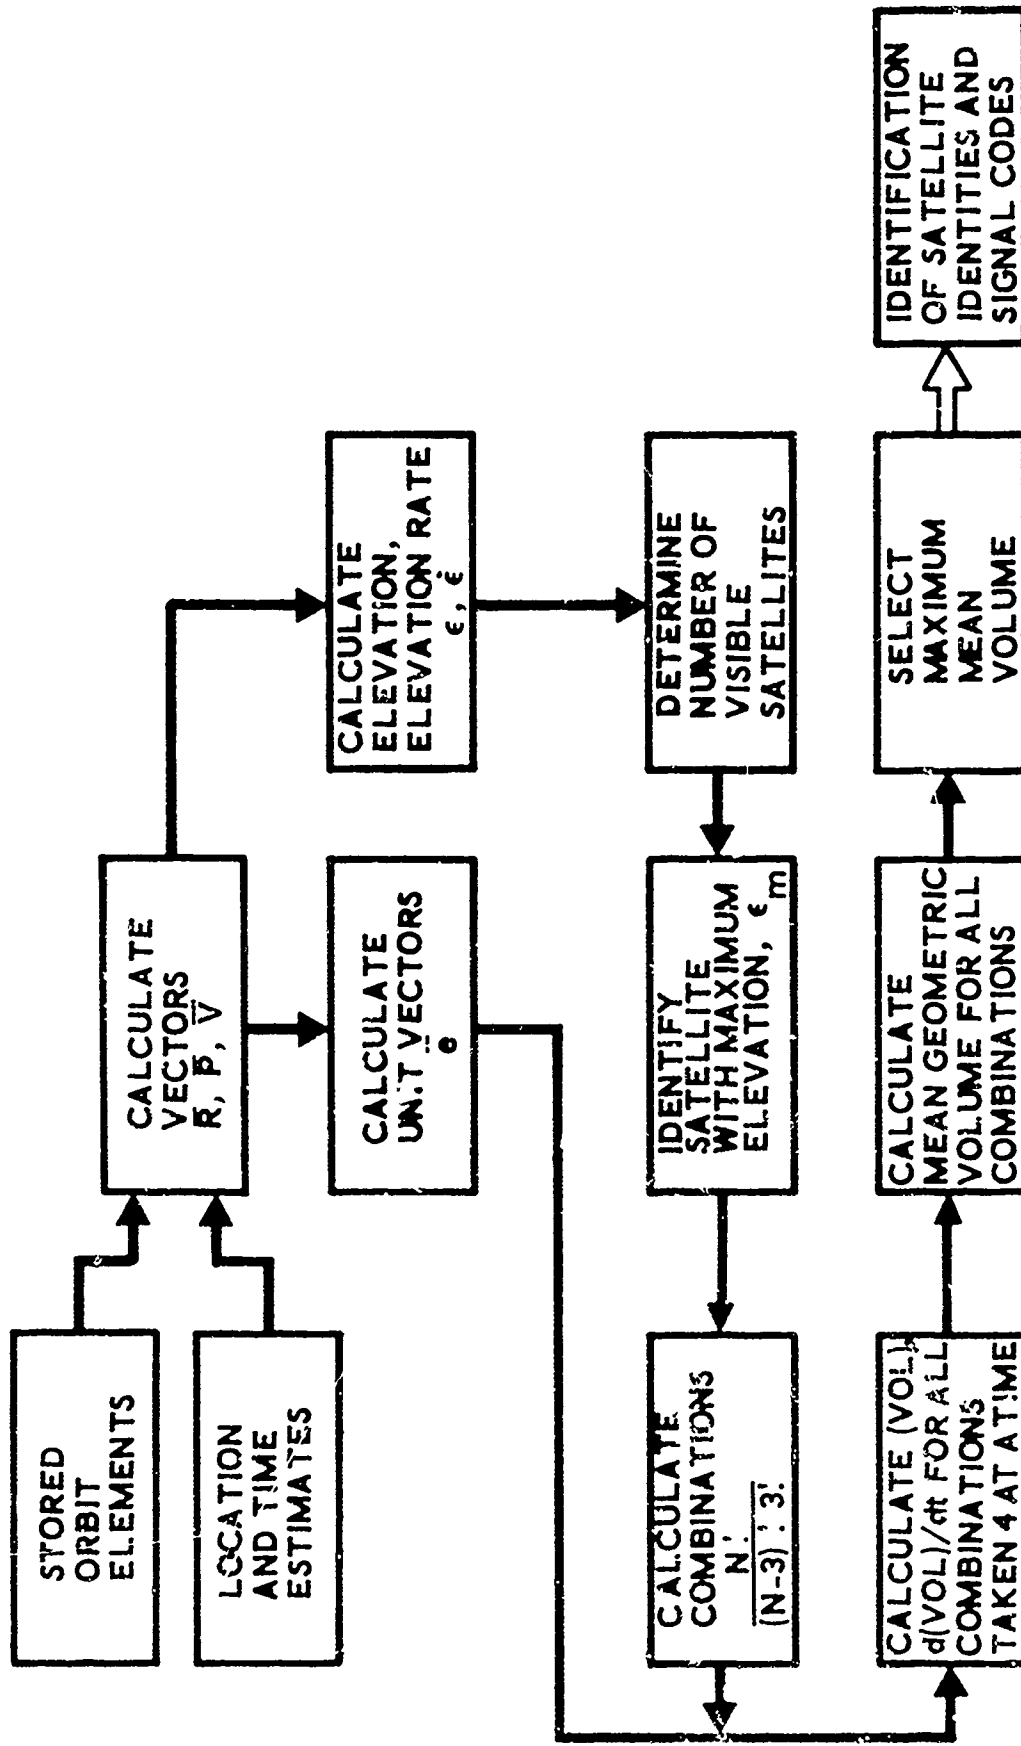 STORED
ORBIT
ELEMENTS
LOCATION
AND TIME
ESTIMATES
CALCULATE
VECTORS
R̅, P̅, V̅
CALCULATE
UNIT VECTORS
e̅
CALCULATE
ELEVATION,
ELEVATION RATE
ϵ, ϵ̇
DETERMINE
NUMBER OF
VISIBLE
SATELLITES
IDENTIFY
SATELLITE
WITH MAXIMUM
ELEVATION, ϵm
CALCULATE
COMBINATIONS
N!
(N-3)! 3!
CALCULATE (VOL),
d(VOL)/dt FOR ALL
COMBINATIONS
TAKEN 4 AT A TIME
CALCULATE
MEAN GEOMETRIC
VOLUME FOR ALL
COMBINATIONS
SELECT
MAXIMUM
MEAN
VOLUME
IDENTIFICATION
OF SATELLITE
IDENTITIES AND
SIGNAL CODES